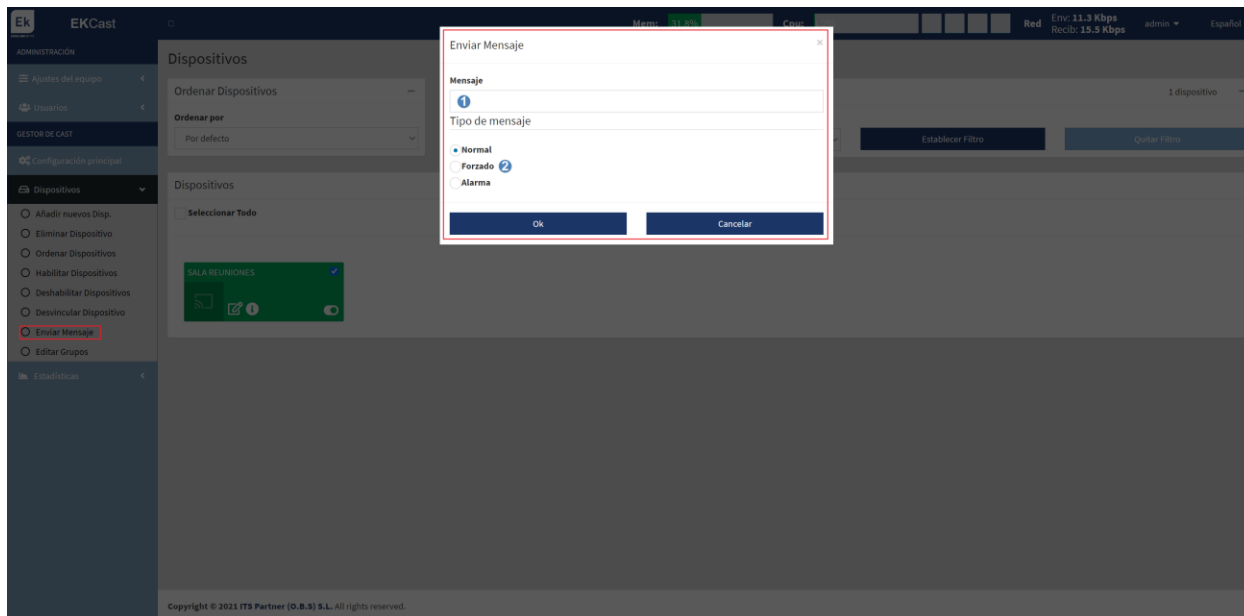 Ek
EKCast
Mem: 31.8%
Cpu:
Red
Env: 11.3 Kbps
Recib: 15.5 Kbps
admin
Español
ADMINISTRACIÓN
Ajustes del equipo
Usuarios
GESTOR DE CAST
Configuración principal
Dispositivos
Añadir nuevos Disp.
Eliminar Dispositivo
Ordenar Dispositivos
Habilitar Dispositivos
Deshabilitar Dispositivos
Desvincular Dispositivo
Enviar Mensaje
Editar Grupos
Estadísticas
Dispositivos
Ordenar Dispositivos
Ordenar por
Por defecto
1 dispositivo
Establecer Filtro
Quitar Filtro
Dispositivos
Seleccionar Todo
SALA REUNIONES
Enviar Mensaje
×
Mensaje
1
Tipo de mensaje
Normal
Forzado 2
Alarma
Ok
Cancelar
Copyright © 2021 ITS Partner (O.B.S) S.L. All rights reserved.